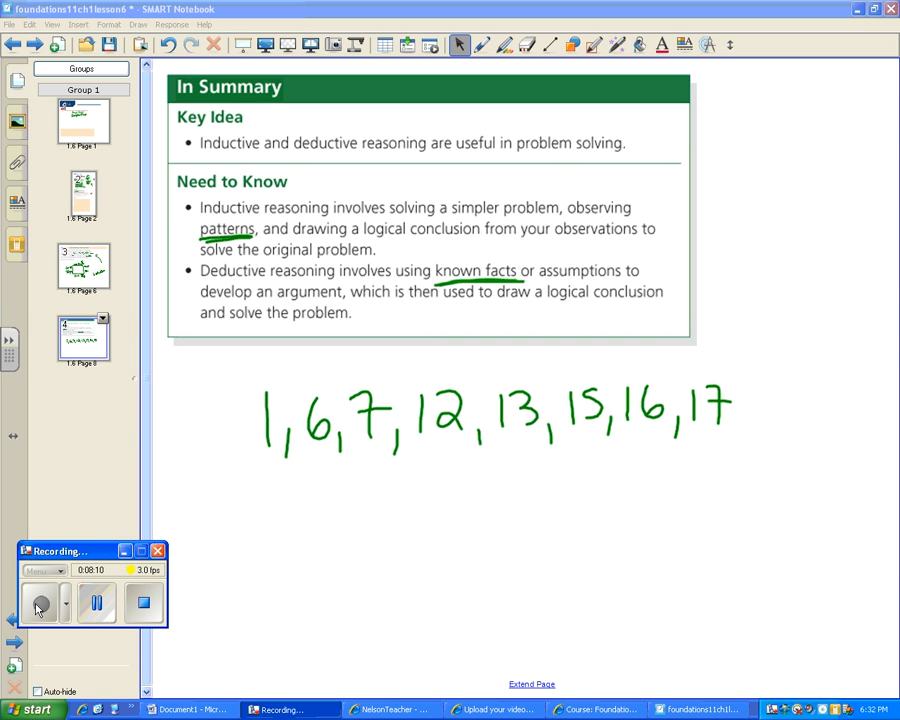 foundations11ch1lesson6 * - SMART Notebook
File Edit View Insert Format Draw Response Help
Groups
Group 1
1.6 Page 1
1.6 Page 2
1.6 Page 6
1.6 Page 8
In Summary
Key Idea
• Inductive and deductive reasoning are useful in problem solving.
Need to Know
• Inductive reasoning involves solving a simpler problem, observing
patterns, and drawing a logical conclusion from your observations to
solve the original problem.
• Deductive reasoning involves using known facts or assumptions to
develop an argument, which is then used to draw a logical conclusion
and solve the problem.
1, 6, 7, 12, 13, 15, 16, 17
Recording...
Menu 0:08:10 3.0 fps
Extend Page
Auto-hide
start Document1 - Micr... Recording... NelsonTeacher - ... Upload your video... Course: Foundatio... foundations11ch1l... 6:32 PM